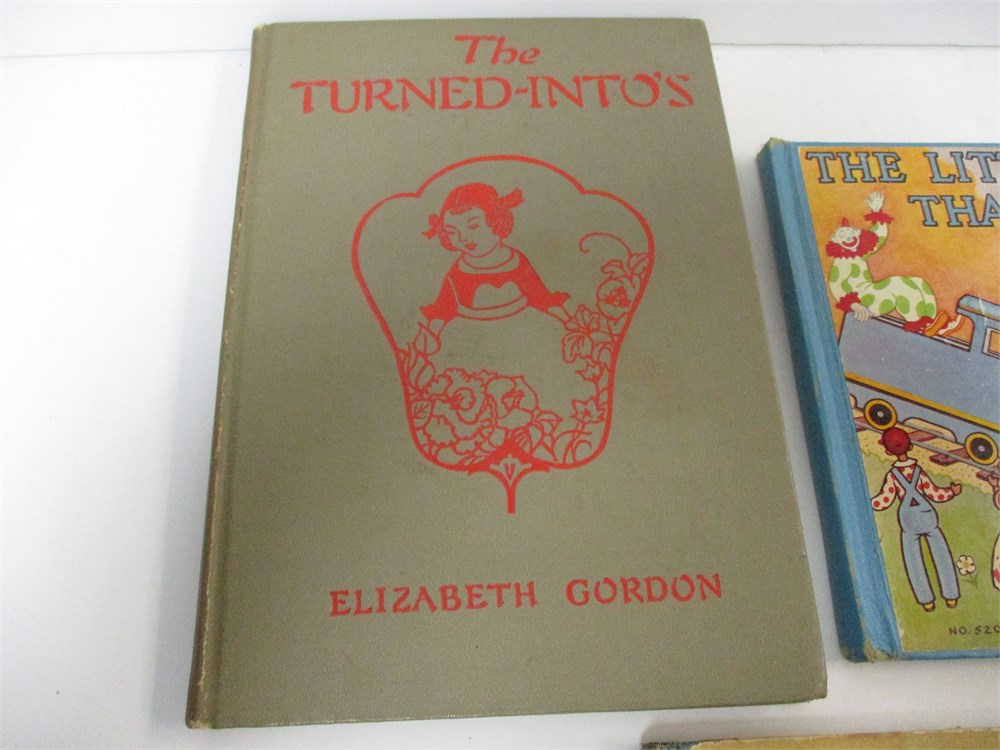 The
TURNED-INTO'S
ELIZABETH GORDON
THE LIT
THA
NO. 520